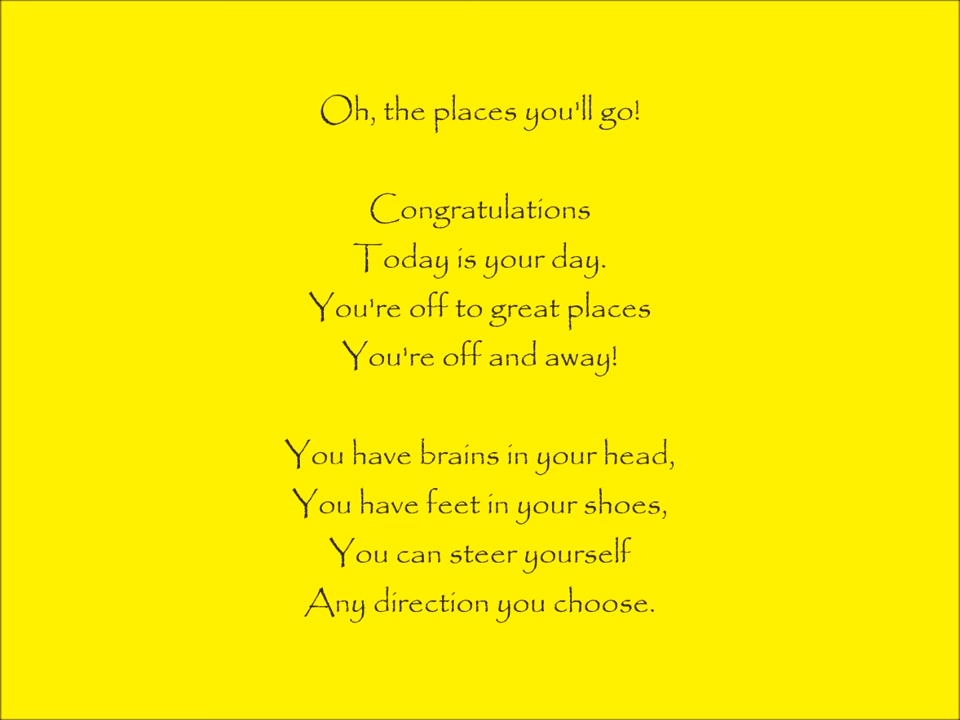 Oh, the places you'll go!
Congratulations
Today is your day.
You're off to great places
You're off and away!
You have brains in your head,
You have feet in your shoes,
You can steer yourself
Any direction you choose.